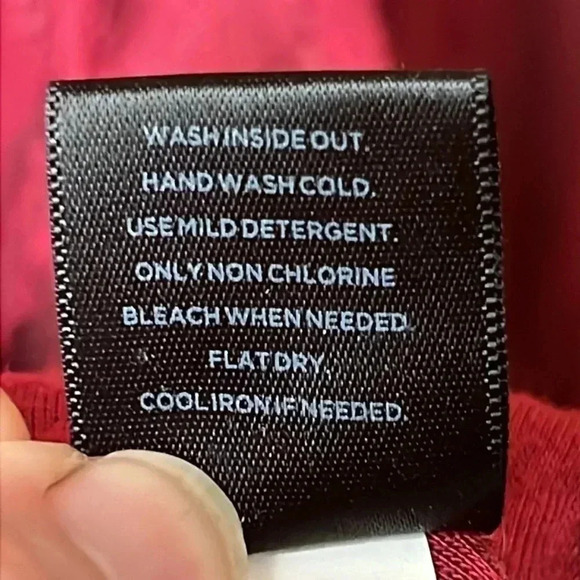 WASH INSIDE OUT.
HAND WASH COLD.
USE MILD DETERGENT.
ONLY NON CHLORINE
BLEACH WHEN NEEDED.
FLAT DRY.
COOL IRON IF NEEDED.